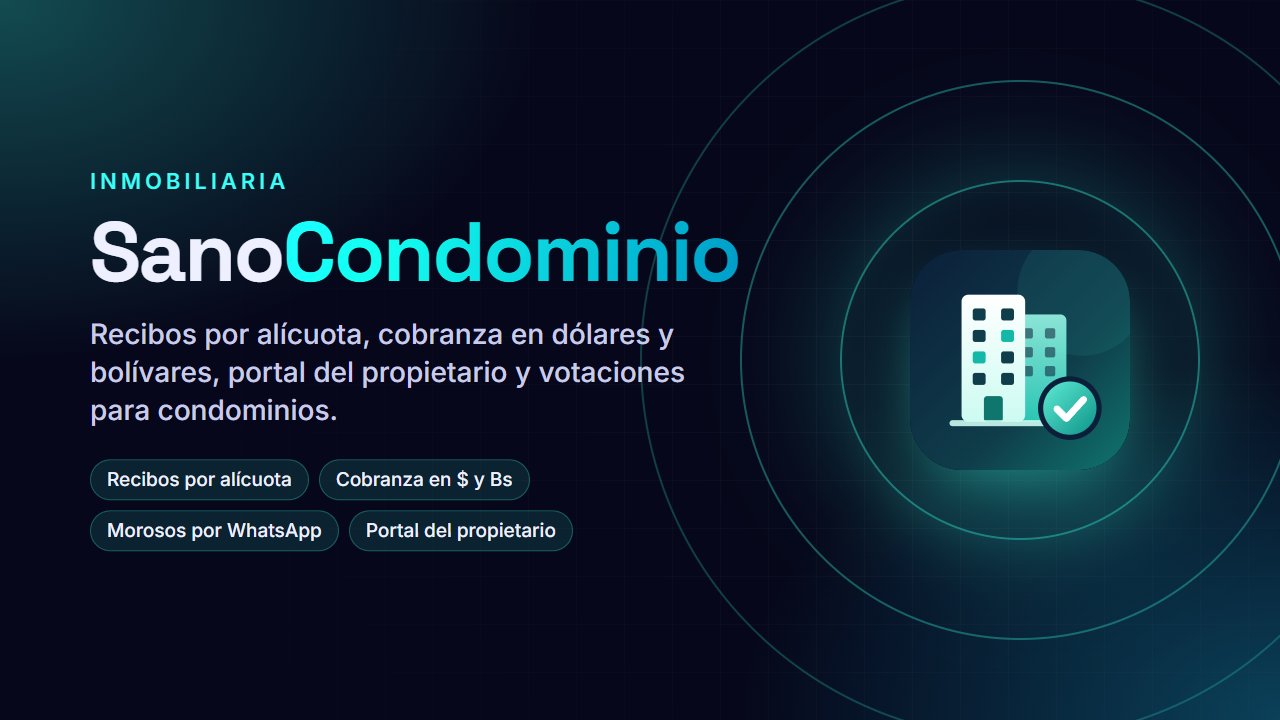 INMOBILIARIA
SanoCondominio
Recibos por alícuota, cobranza en dólares y
bolívares, portal del propietario y votaciones
para condominios.
Recibos por alícuota
Cobranza en $ y Bs
Morosos por WhatsApp
Portal del propietario